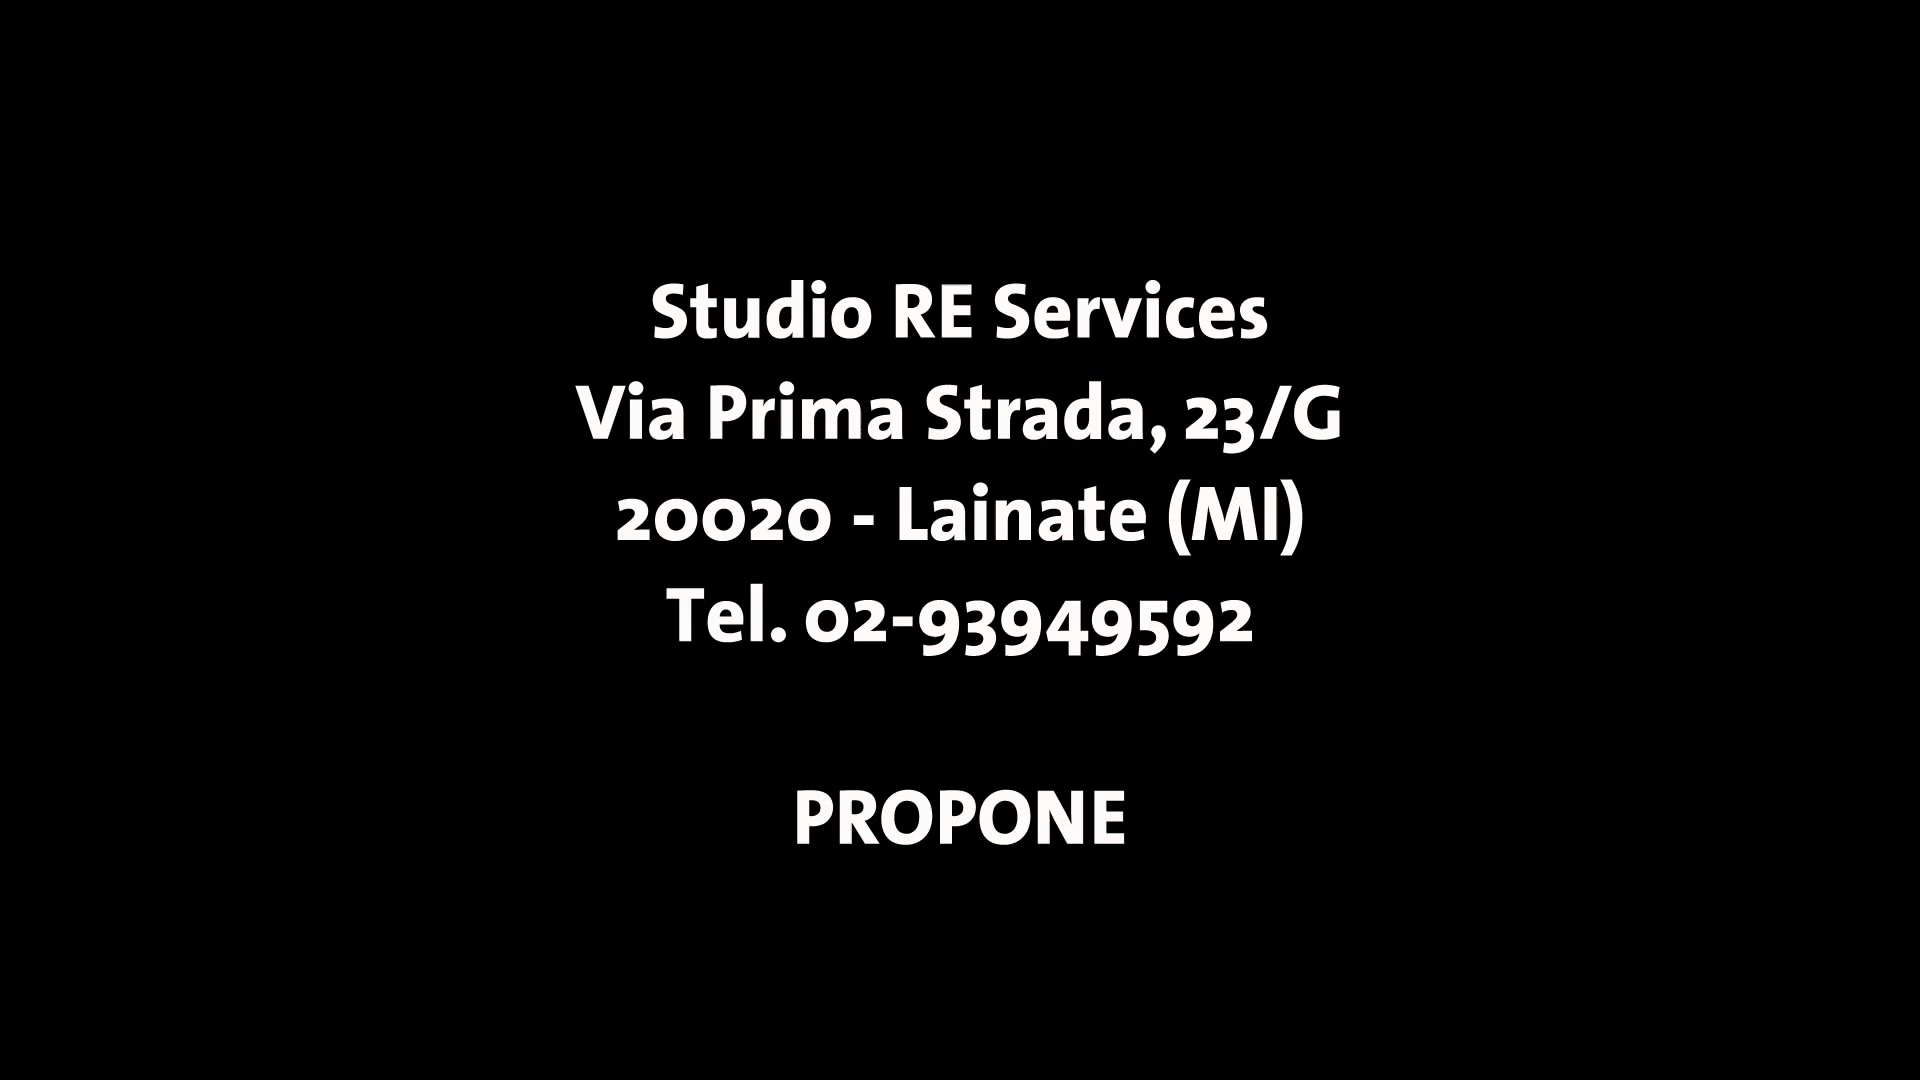 Studio RE Services
Via Prima Strada, 23/G
20020 - Lainate (MI)
Tel. 02-93949592
PROPONE